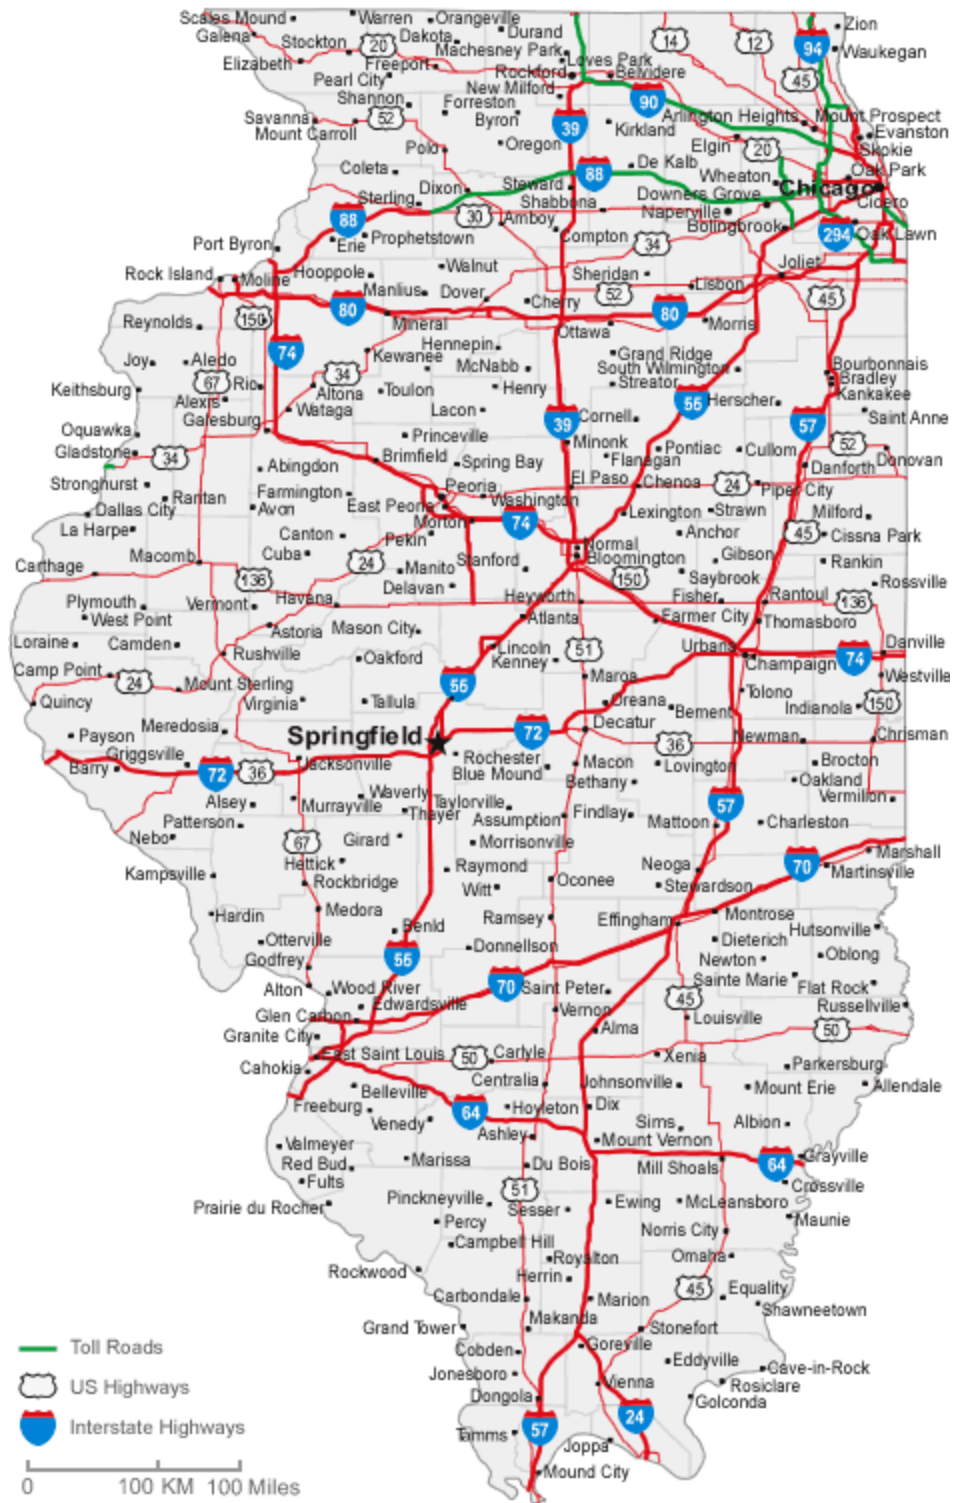 Scales Mound
Warren
Orangeville
Zion
Galena
Stockton
20
Dakota
Durand
14
12
94
Waukegan
Elizabeth
Freeport
Machesney Park
Loves Park
Pearl City
Rockford
Belvidere
45
New Milford
Shannon
Forreston
90
Savanna
52
Byron
39
Kirkland
Arlington Heights
Mount Prospect
Mount Carroll
Evanston
Polo
Oregon
Elgin
20
Skokie
Coleta
88
De Kalb
Wheaton
Oak Park
Sterling
Dixon
Steward
Downers Grove
Chicago
88
30
Shabbona
Naperville
Cicero
Amboy
Bolingbrook
294
Oak Lawn
Port Byron
Erie
Prophetstown
Compton
34
Rock Island
Moline
Hooppole
Walnut
Sheridan
Joliet
Manlius
Dover
Cherry
52
Lisbon
45
Reynolds
150
80
Mineral
Ottawa
80
Morris
74
Hennepin
Joy
Aledo
Kewanee
McNabb
Grand Ridge
South Wilmington
Bourbonnais
Keithsburg
67
Rio
34
Altona
Toulon
Henry
Streator
Bradley
Kankakee
Alexis
Wataga
Lacon
39
Cornell
55
Herscher
57
Saint Anne
Oquawka
Galesburg
Princeville
Minonk
52
Gladstone
34
Brimfield
Flanagan
Pontiac
Cullom
Donovan
Abingdon
Spring Bay
Danforth
Stronghurst
Raritan
Farmington
Peoria
El Paso
Chenoa
24
Piper City
Dallas City
Avon
East Peoria
Washington
Lexington
Strawn
Milford
La Harpe
Canton
Morton
74
Anchor
45
Cissna Park
Pekin
Normal
Macomb
Cuba
24
Stanford
Bloomington
Gibson
Rankin
Carthage
136
Manito
150
Saybrook
Rossville
Delavan
Plymouth
Vermont
Havana
Heyworth
Fisher
Rantoul
136
West Point
Atlanta
Farmer City
Thomasboro
Loraine
Camden
Astoria
Mason City
Rushville
Oakford
Lincoln
51
Urbana
Danville
Camp Point
24
Kenney
Champaign
74
Mount Sterling
55
Maroa
Westville
Quincy
Virginia
Tallula
Oreana
Tolono
150
Bement
Indianola
Payson
Meredosia
Springfield
72
Decatur
36
Newman
Chrisman
Griggsville
Barry
72
36
Jacksonville
Rochester
Macon
Lovington
Brocton
Blue Mound
Bethany
Oakland
Alsey
Waverly
Taylorville
57
Vermilion
Murrayville
Thayer
Assumption
Findlay
Patterson
Mattoon
Charleston
Nebo
67
Girard
Morrisonville
Hettick
Raymond
Neoga
70
Marshall
Kampsville
Rockbridge
Witt
Oconee
Stewardson
Martinsville
Hardin
Medora
Ramsey
Effingham
Montrose
Benld
Hutsonville
Otterville
55
Donnellson
Dieterich
Godfrey
Newton
Oblong
Alton
Wood River
70
Saint Peter
Sainte Marie
Flat Rock
Glen Carbon
Edwardsville
45
Russellville
Vernon
Louisville
Granite City
Alma
50
East Saint Louis
50
Carlyle
Xenia
Cahokia
Centralia
Johnsonville
Parkersburg
Belleville
Mount Erie
Allendale
Freeburg
64
Hoyleton
Dix
Venedy
Sims
Albion
Ashley
Mount Vernon
Valmeyer
Marissa
Du Bois
Mill Shoals
64
Grayville
Red Bud
Fults
51
Crossville
Pinckneyville
Ewing
McLeansboro
Prairie du Rocher
Sesser
Maunie
Percy
Norris City
Campbell Hill
Royalton
Omaha
Rockwood
Herrin
45
Equality
Carbondale
Marion
Shawneetown
Grand Tower
Makanda
Stonefort
Toll Roads
Cobden
Goreville
Eddyville
Cave-in-Rock
Jonesboro
Vienna
Rosiclare
US Highways
Dongola
Golconda
24
Interstate Highways
57
Tamms
Joppa
Mound City
0
100 KM
100 Miles